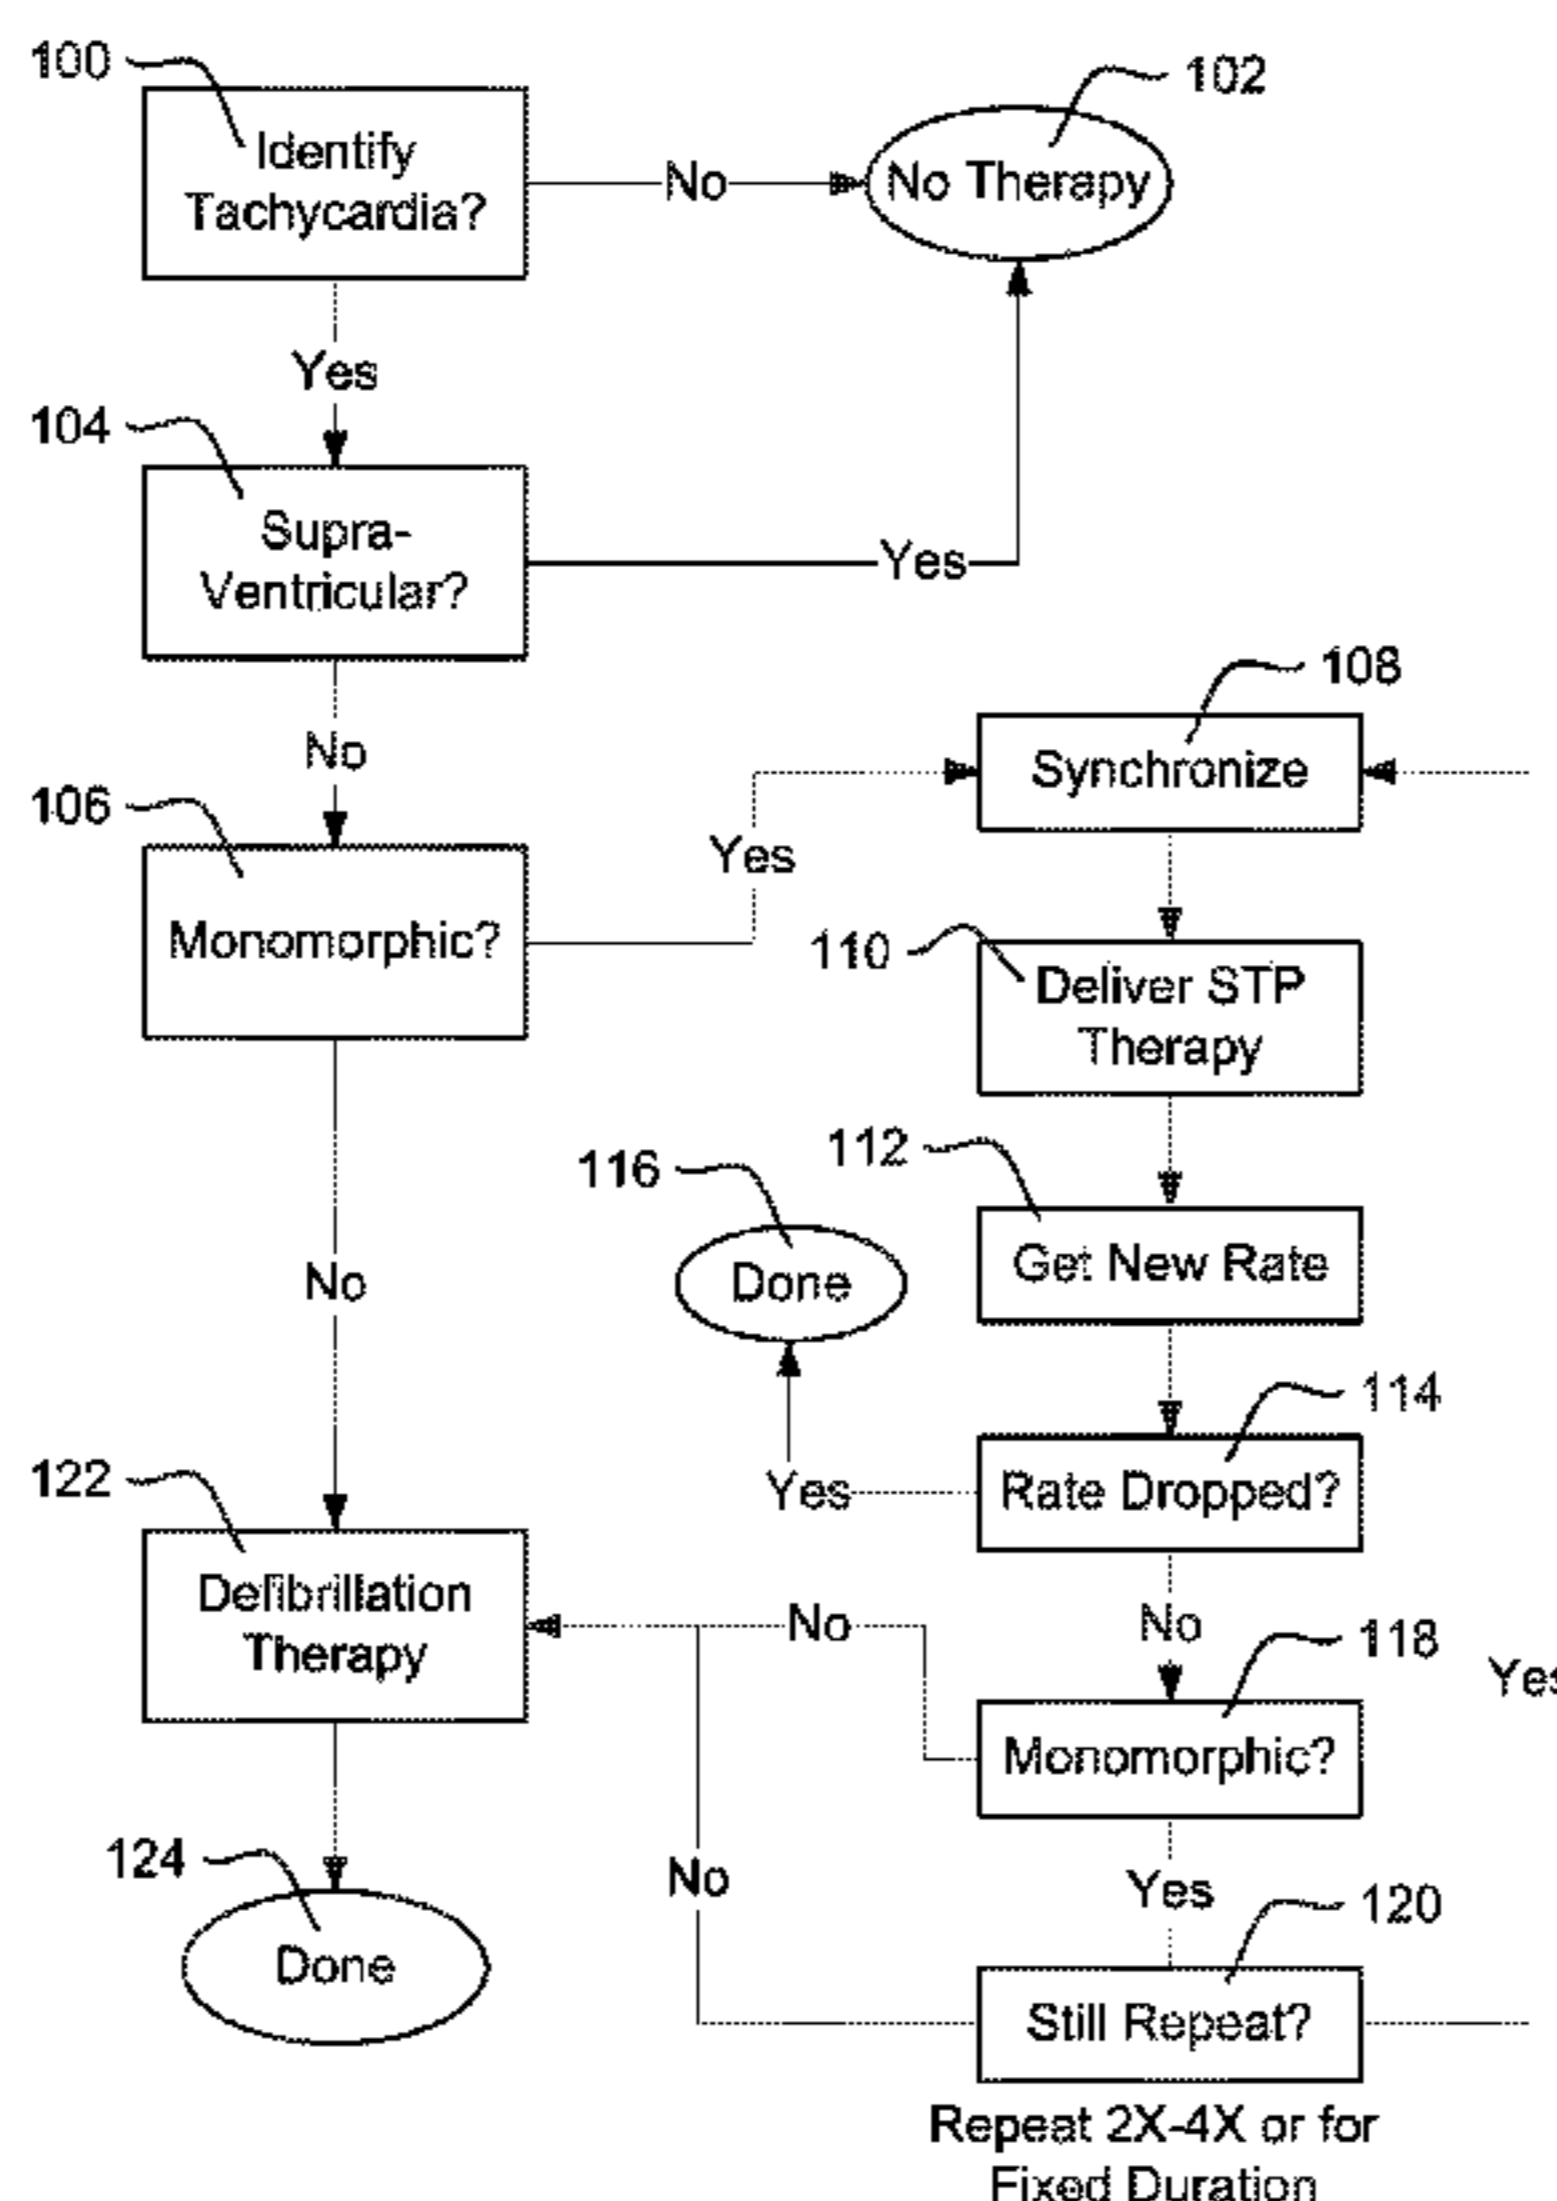 100
102
Identify
Tachycardia?
No
No Therapy
Yes
104
Supra-
Ventricular?
Yes
No
108
Synchronize
106
Monomorphic?
Yes
110
Deliver STP
Therapy
112
116
Get New Rate
Done
No
114
Rate Dropped?
Yes
122
Defibrillation
Therapy
No
No
118
Yes
Monomorphic?
124
Done
No
Yes
120
Still Repeat?
Repeat 2X-4X or for
Fixed Duration